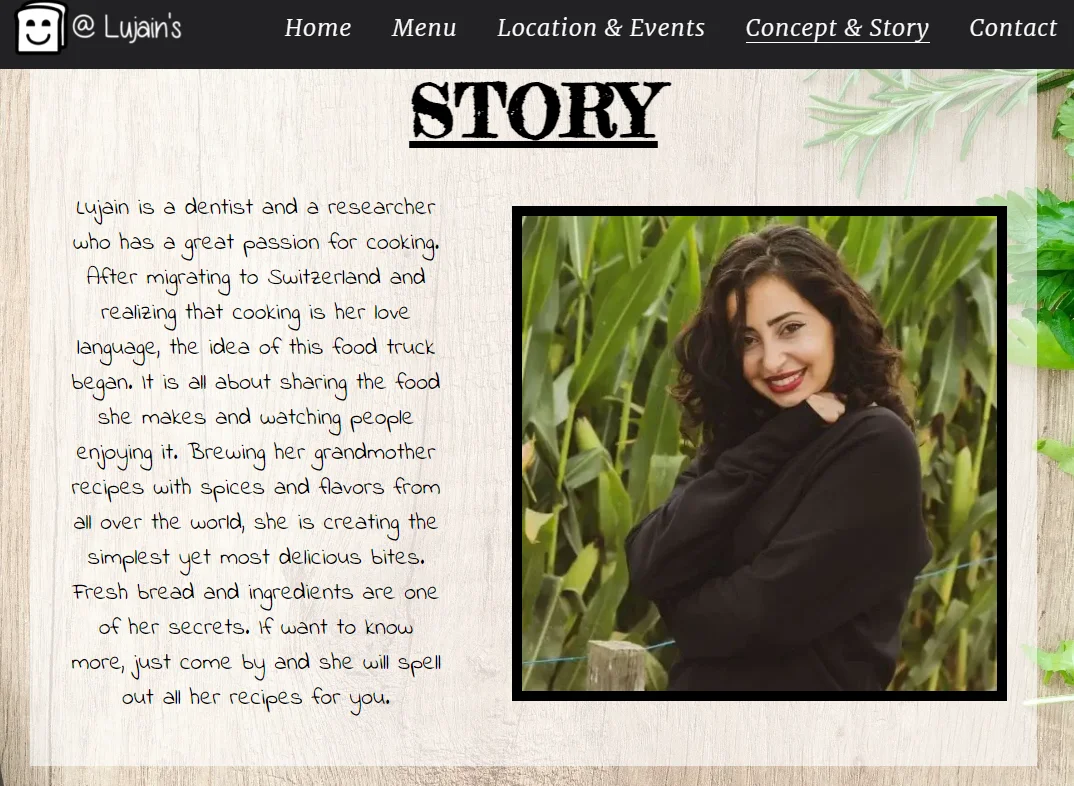 @ Lujain's
Home Menu Location & Events Concept & Story Contact
STORY
Lujain is a dentist and a researcher
who has a great passion for cooking.
After migrating to Switzerland and
realizing that cooking is her love
language, the idea of this food truck
began. It is all about sharing the food
she makes and watching people
enjoying it. Brewing her grandmother
recipes with spices and flavors from
all over the world, she is creating the
simplest yet most delicious bites.
Fresh bread and ingredients are one
of her secrets. If want to know
more, just come by and she will spell
out all her recipes for you.